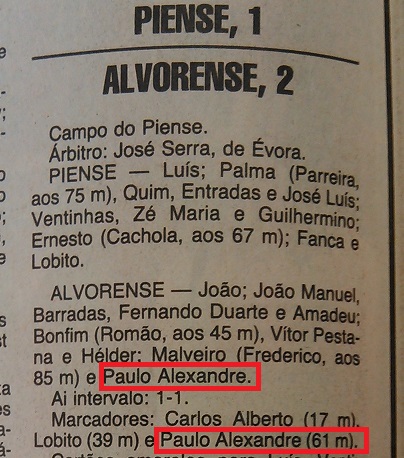 PIENSE, 1
ALVORENSE, 2
Campo do Piense.
Árbitro: José Serra, de Évora.
PIENSE — Luís; Palma (Parreira,
aos 75 m), Quim, Entradas e José Luís;
Ventinhas, Zé Maria e Guilhermino;
Ernesto (Cachola, aos 67 m); Fanca e
Lobito.
ALVORENSE — João; João Manuel,
Barradas, Fernando Duarte e Amadeu;
Bonfim (Romão, aos 45 m), Vítor Pesta-
na e Hélder: Malveiro (Frederico, aos
85 m) e Paulo Alexandre.
Ai intervalo: 1-1.
Marcadores: Carlos Alberto (17 m).
Lobito (39 m) e Paulo Alexandre (61 m).